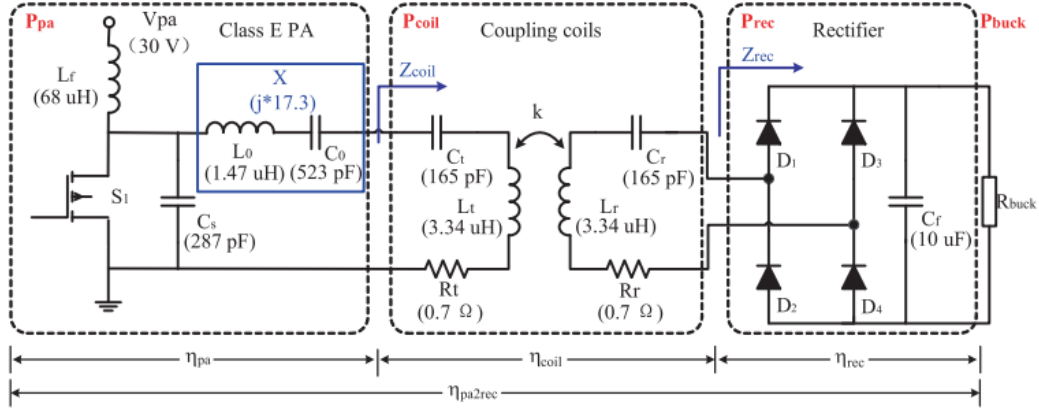 Ppa
Vpa
(30 V)
Class E PA
Pcoil
Coupling coils
Prec
Rectifier
Pbuck
Lf
(68 uH)
X
(j*17.3)
Zcoil
Zrec
k
L0
(1.47 uH)
C0
(523 pF)
Ct
(165 pF)
Cr
(165 pF)
D1
D3
S1
Cs
(287 pF)
Lt
(3.34 uH)
Lr
(3.34 uH)
Cf
(10 uF)
Rbuck
Rt
(0.7 Ω)
Rr
(0.7 Ω)
D2
D4
ηpa
ηcoil
ηrec
ηpa2rec